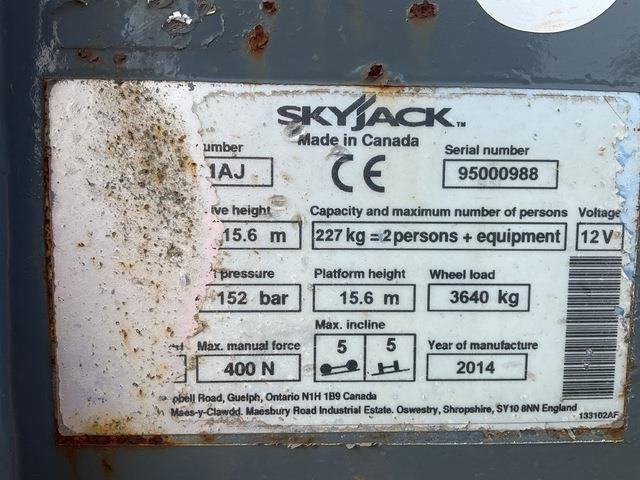 SKYJACK™
Made in Canada
umber
Serial number
1AJ
CE
95000988
ive height
Capacity and maximum number of persons
Voltage
15.6 m
227 kg = 2 persons + equipment
12 V
pressure
Platform height
Wheel load
152 bar
15.6 m
3640 kg
Max. manual force
Max. incline
Year of manufacture
400 N
5
5
2014
pbell Road, Guelph, Ontario N1H 1B9 Canada
Maes-y-Clawdd. Maesbury Road Industrial Estate. Oswestry, Shropshire, SY10 8NN England
133102AF